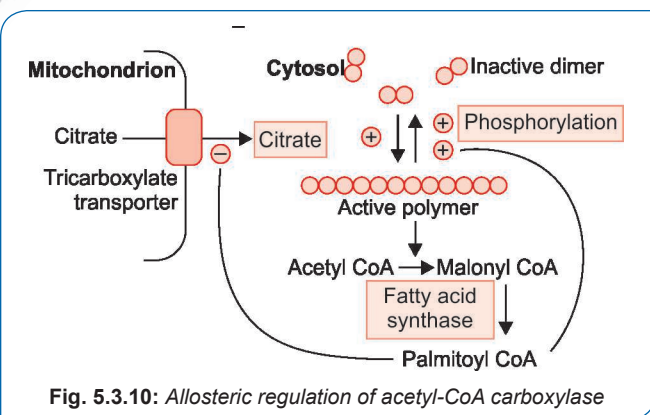 Mitochondrion
Cytosol
Inactive dimer
Phosphorylation
+
+
+
Citrate
−
Citrate
Tricarboxylate
transporter
Active polymer
Acetyl CoA
Malonyl CoA
Fatty acid
synthase
Palmitoyl CoA
Fig. 5.3.10: Allosteric regulation of acetyl-CoA carboxylase